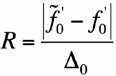 R = |f̃₀' − f₀'| / Δ₀